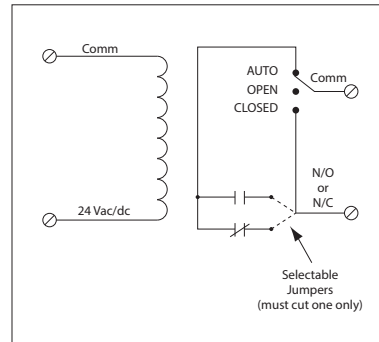 Comm
AUTO
Comm
OPEN
CLOSED
N/O
or
N/C
24 Vac/dc
Selectable
Jumpers
(must cut one only)